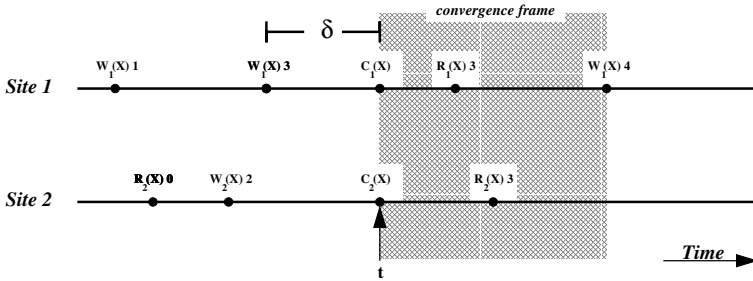 convergence frame
δ
W₁(X) 1
W₁(X) 3
C₁(X)
R₁(X) 3
W₁(X) 4
Site 1
R₂(X) 0
W₂(X) 2
C₂(X)
R₂(X) 3
Site 2
Time
t